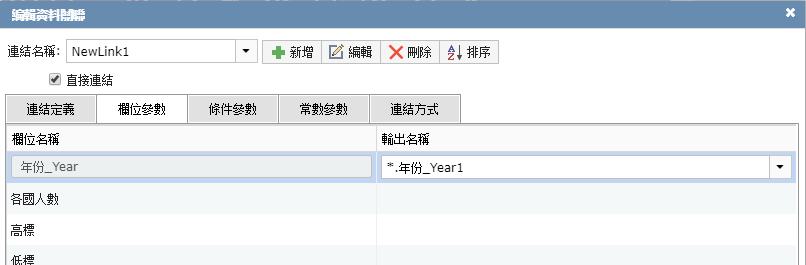 編輯資料關聯
連結名稱: NewLink1 新增 編輯 刪除 排序
直接連結
連結定義 欄位參數 條件參數 常數參數 連結方式
欄位名稱 輸出名稱
年份_Year *.年份_Year1
各國人數
高標
低標